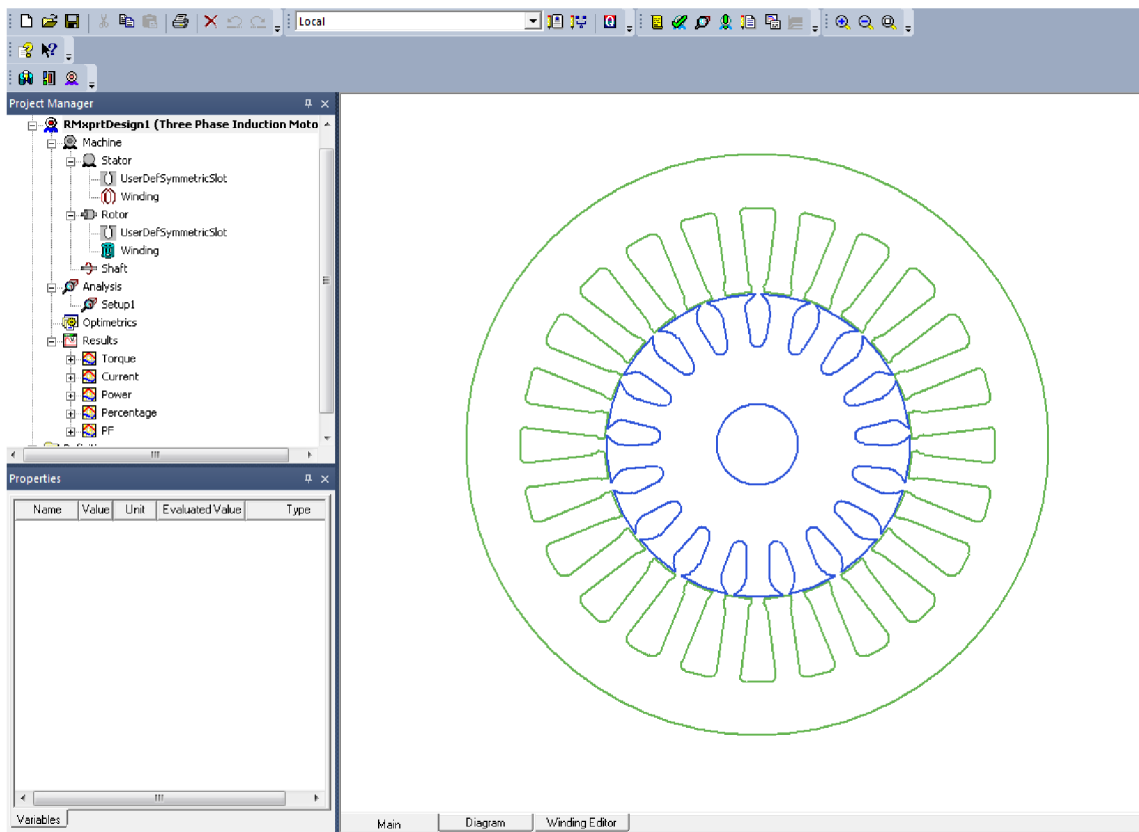 Local
Project Manager
RMxprtDesign1 (Three Phase Induction Moto
Machine
Stator
UserDefSymmetricSlot
Winding
Rotor
UserDefSymmetricSlot
Winding
Shaft
Analysis
Setup1
Optimetrics
Results
Torque
Current
Power
Percentage
PF
Properties
Name Value Unit Evaluated Value Type
Variables
Main Diagram Winding Editor